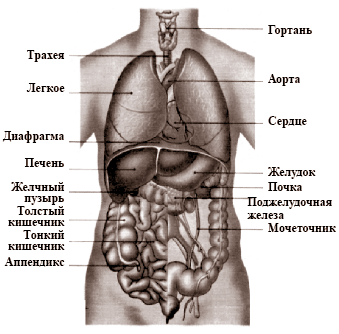 Гортань
Трахея
Аорта
Легкое
Сердце
Диафрагма
Печень
Желудок
Желчный
пузырь
Почка
Поджелудочная
железа
Толстый
кишечник
Мочеточник
Тонкий
кишечник
Аппендикс